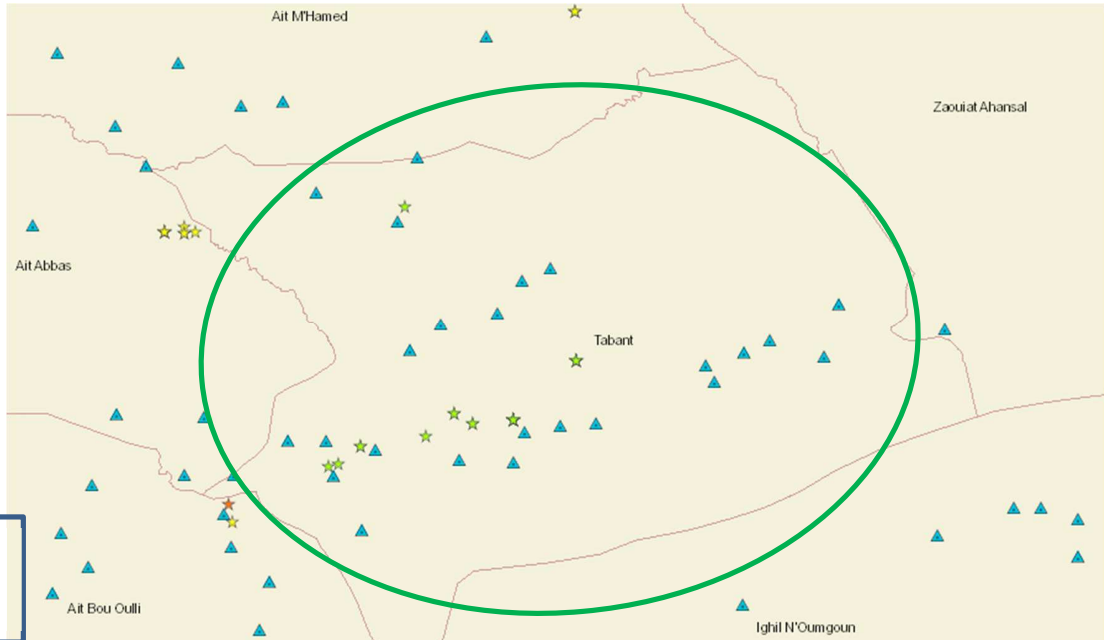 Ait M'Hamed
Zaouiat Ahansal
Ait Abbas
Tabant
Ait Bou Oulli
Ighil N'Oumgoun